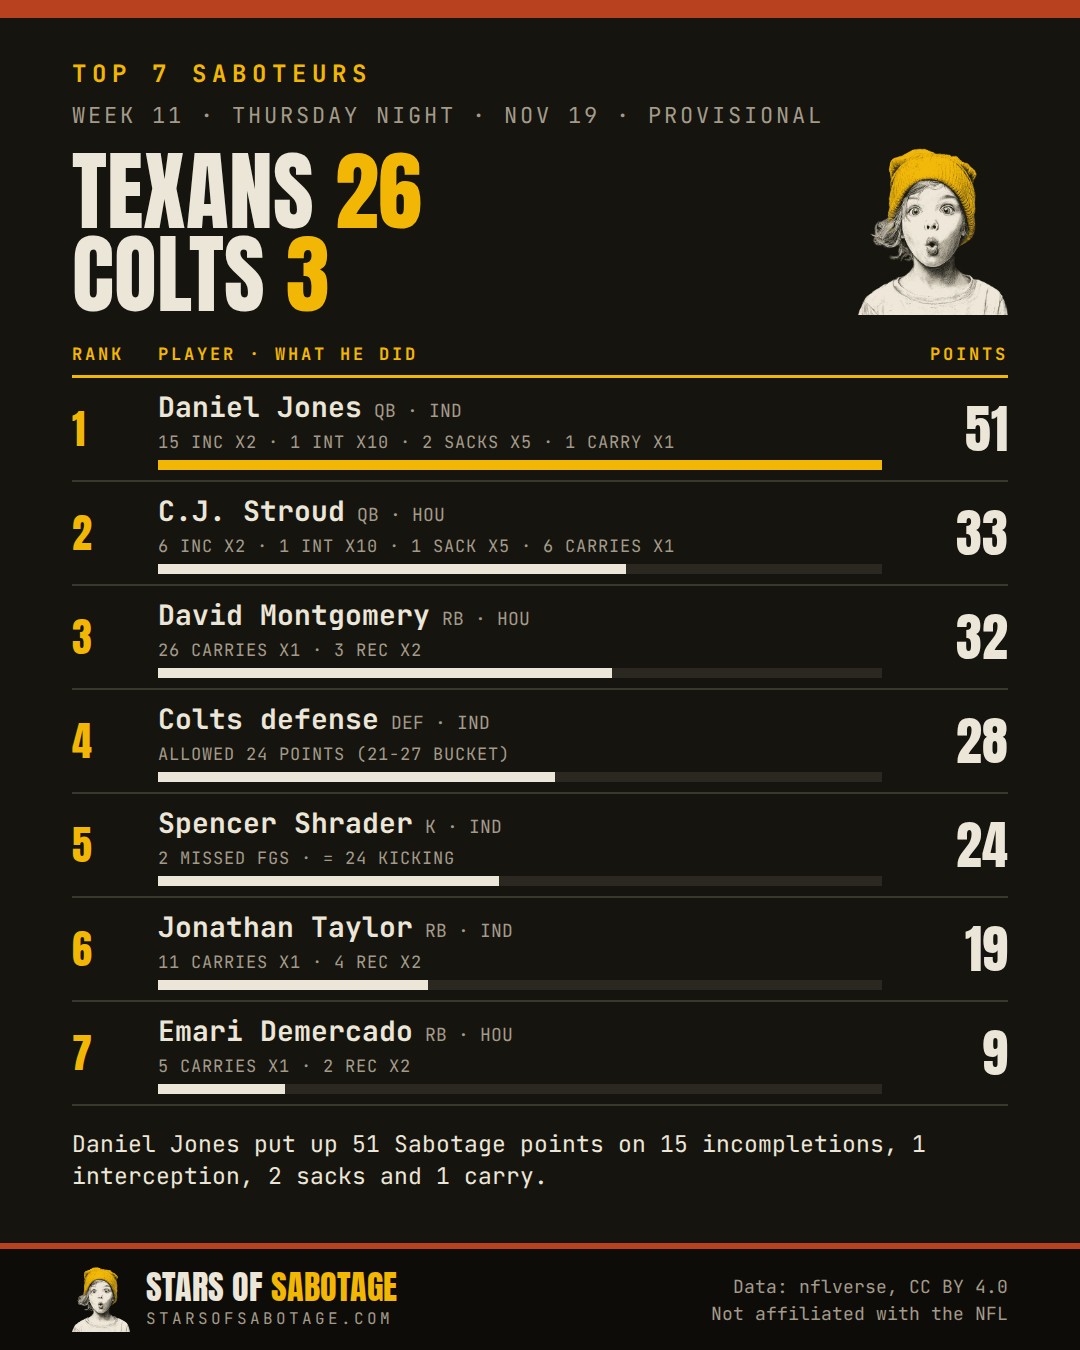 TOP 7 SABOTEURS
WEEK 11 · THURSDAY NIGHT · NOV 19 · PROVISIONAL
TEXANS 26
COLTS 3
RANK PLAYER · WHAT HE DID POINTS
1 Daniel Jones QB · IND 51
15 INC X2 · 1 INT X10 · 2 SACKS X5 · 1 CARRY X1
2 C.J. Stroud QB · HOU 33
6 INC X2 · 1 INT X10 · 1 SACK X5 · 6 CARRIES X1
3 David Montgomery RB · HOU 32
26 CARRIES X1 · 3 REC X2
4 Colts defense DEF · IND 28
ALLOWED 24 POINTS (21-27 BUCKET)
5 Spencer Shrader K · IND 24
2 MISSED FGS · = 24 KICKING
6 Jonathan Taylor RB · IND 19
11 CARRIES X1 · 4 REC X2
7 Emari Demercado RB · HOU 9
5 CARRIES X1 · 2 REC X2
Daniel Jones put up 51 Sabotage points on 15 incompletions, 1
interception, 2 sacks and 1 carry.
STARS OF SABOTAGE
STARSOFSABOTAGE.COM
Data: nflverse, CC BY 4.0
Not affiliated with the NFL